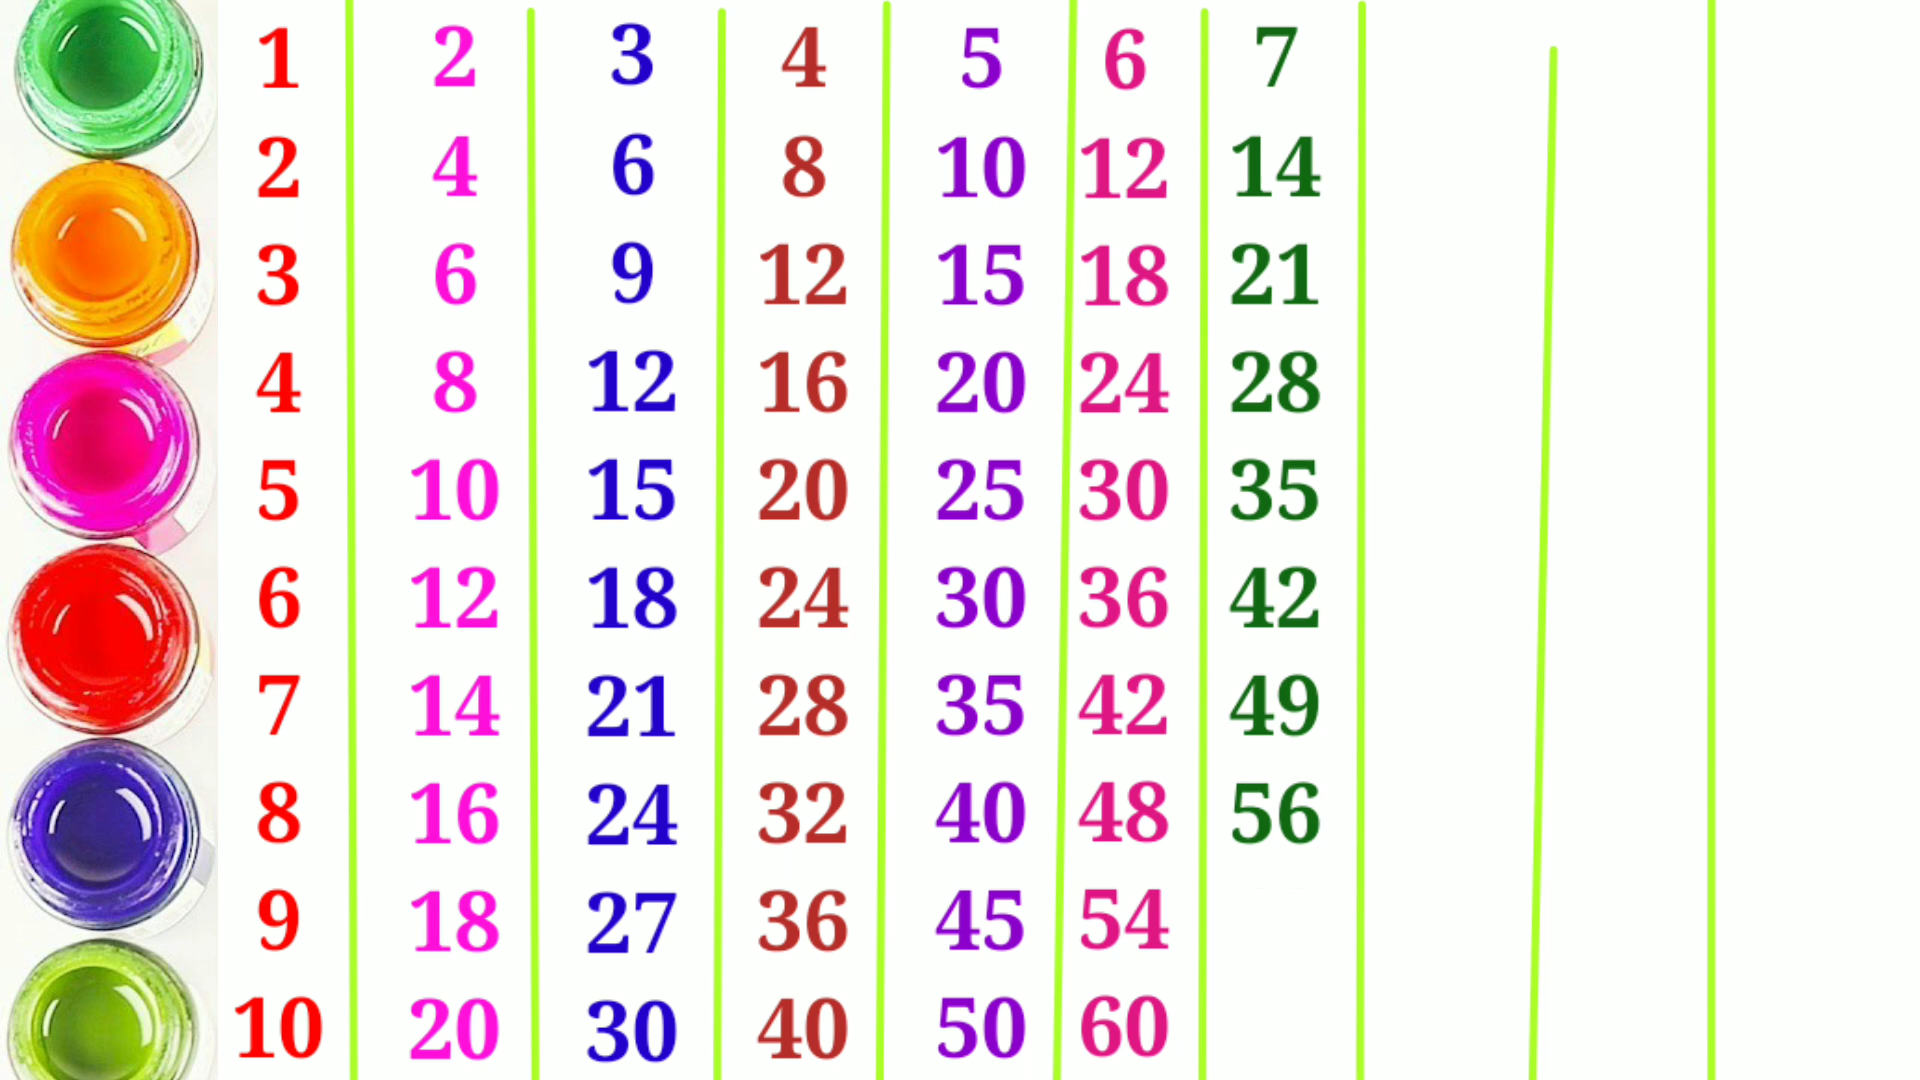 1 2 3 4 5 6 7
2 4 6 8 10 12 14
3 6 9 12 15 18 21
4 8 12 16 20 24 28
5 10 15 20 25 30 35
6 12 18 24 30 36 42
7 14 21 28 35 42 49
8 16 24 32 40 48 56
9 18 27 36 45 54
10 20 30 40 50 60